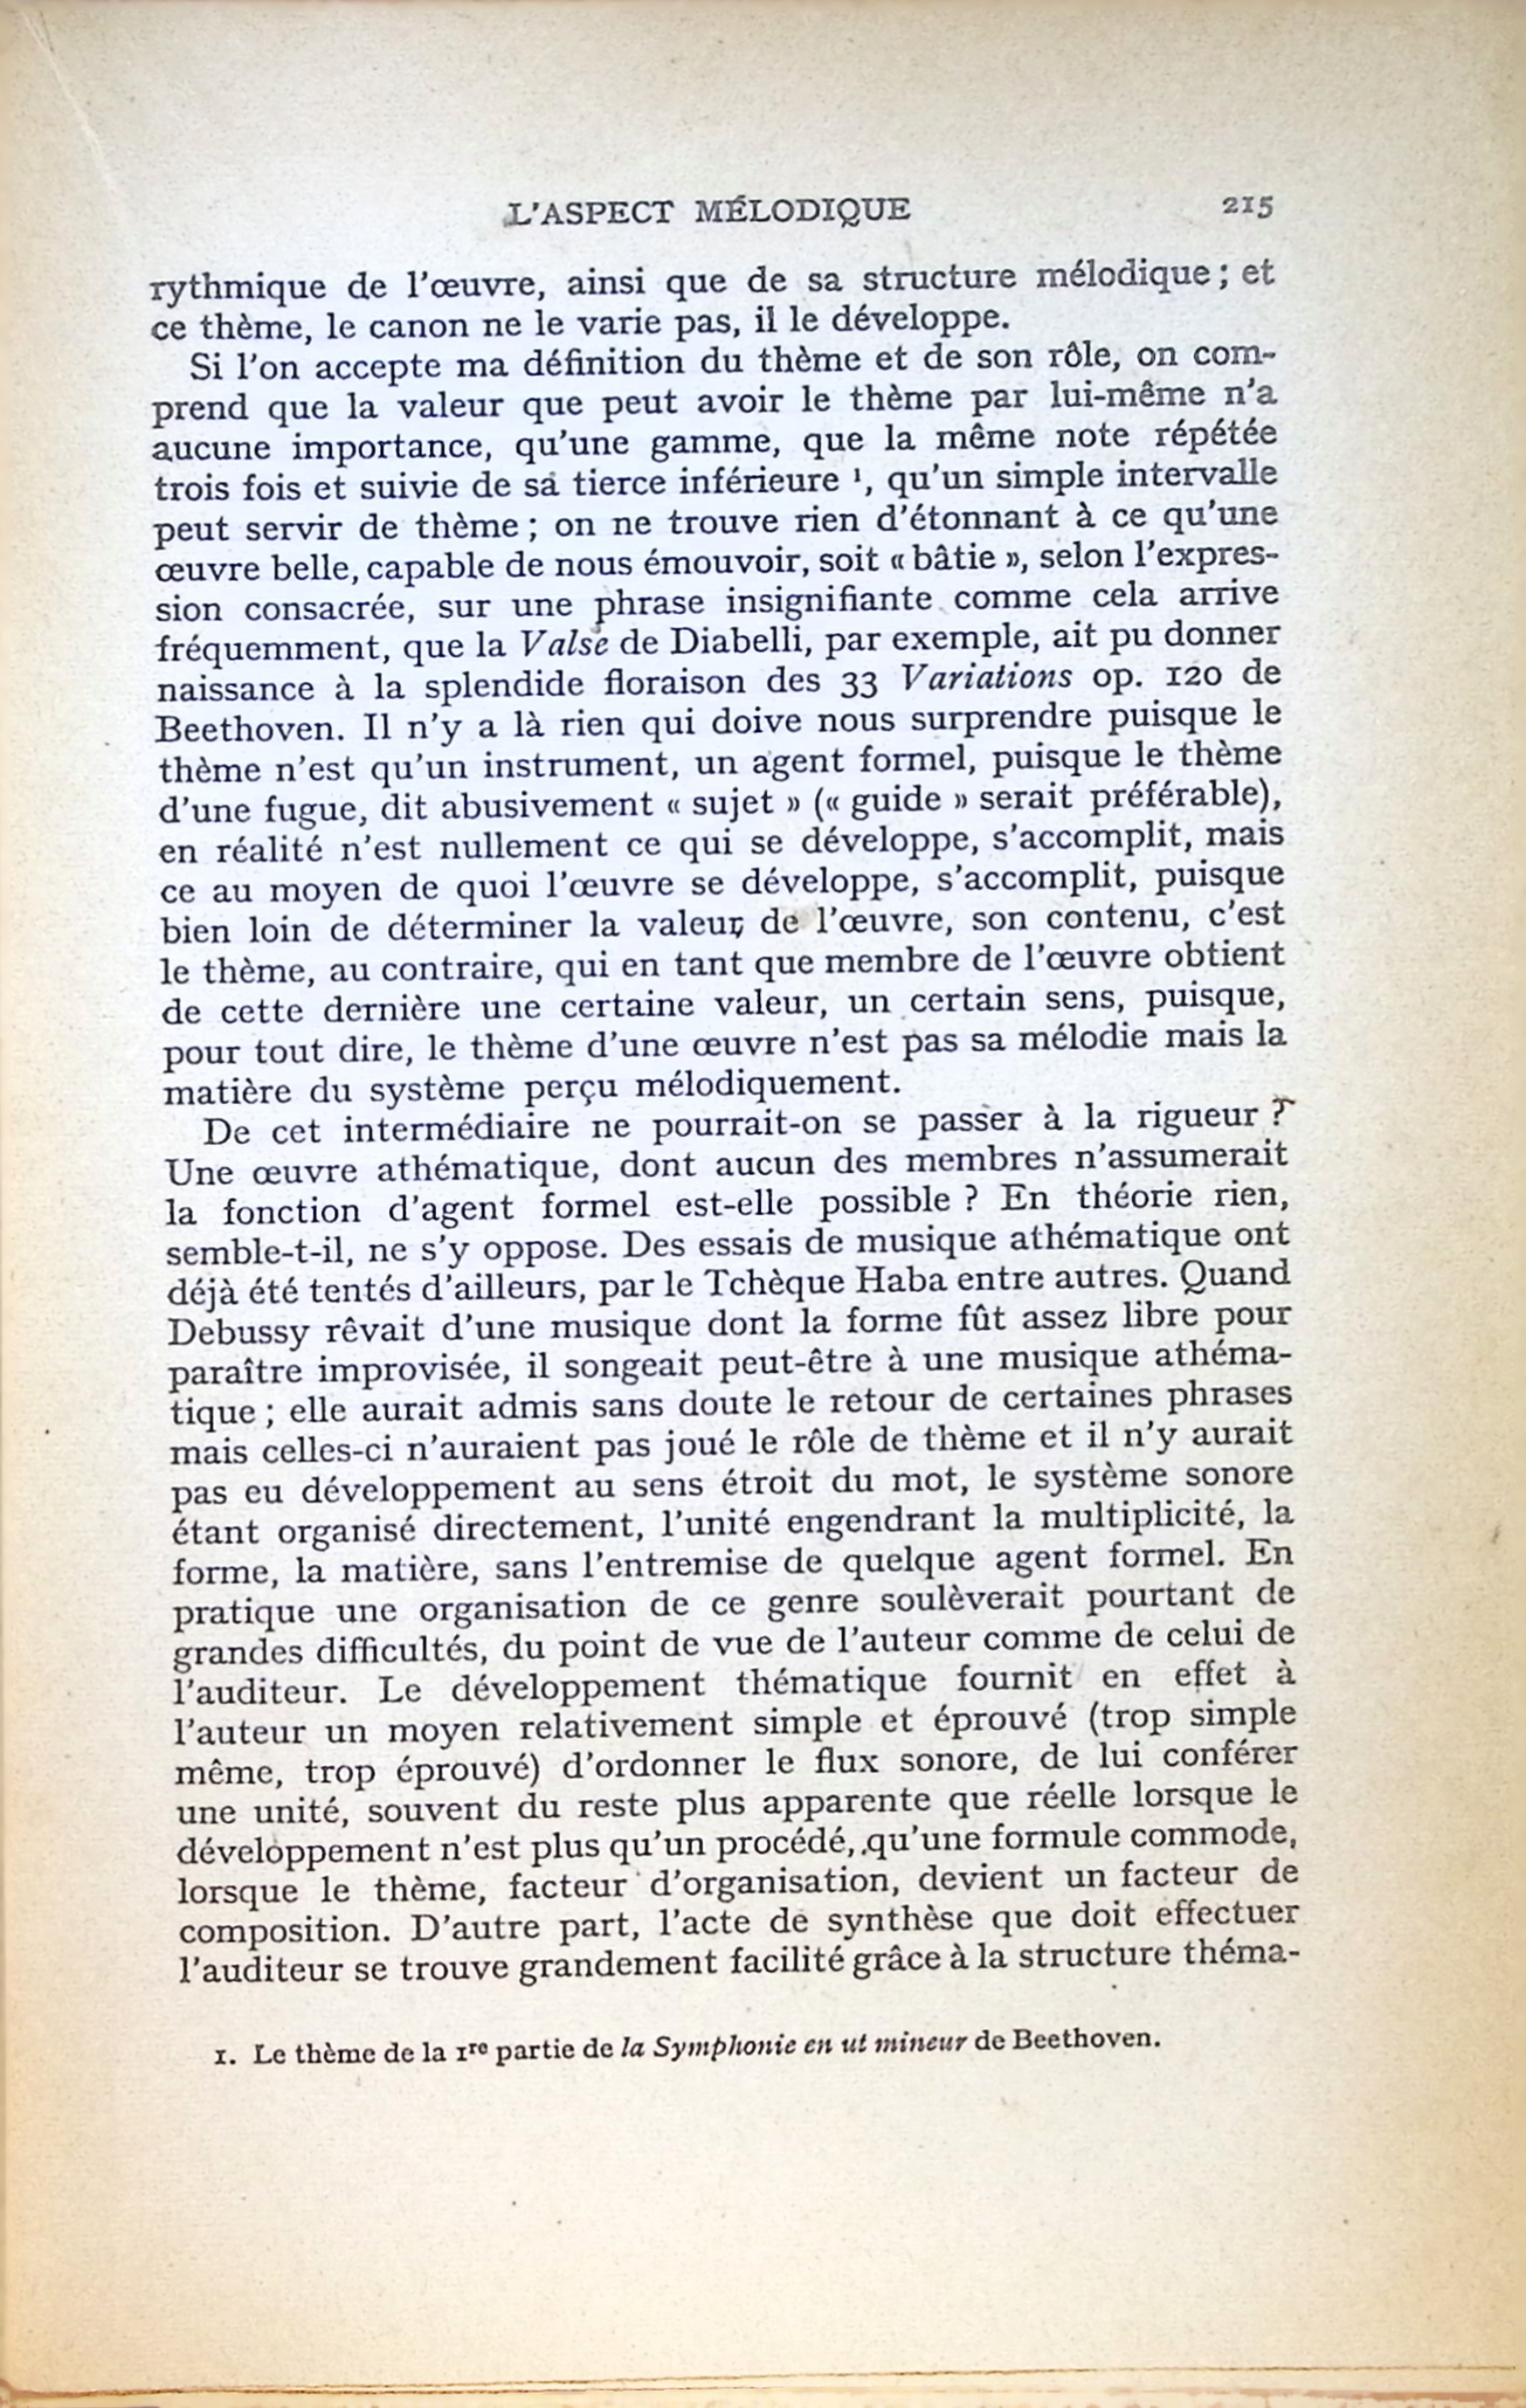 L'ASPECT MÉLODIQUE 215
rythmique de l'œuvre, ainsi que de sa structure mélodique ; et
ce thème, le canon ne le varie pas, il le développe.
Si l'on accepte ma définition du thème et de son rôle, on com-
prend que la valeur que peut avoir le thème par lui-même n'a
aucune importance, qu'une gamme, que la même note répétée
trois fois et suivie de sa tierce inférieure ¹, qu'un simple intervalle
peut servir de thème ; on ne trouve rien d'étonnant à ce qu'une
œuvre belle, capable de nous émouvoir, soit « bâtie », selon l'expres-
sion consacrée, sur une phrase insignifiante comme cela arrive
fréquemment, que la Valse de Diabelli, par exemple, ait pu donner
naissance à la splendide floraison des 33 Variations op. 120 de
Beethoven. Il n'y a là rien qui doive nous surprendre puisque le
thème n'est qu'un instrument, un agent formel, puisque le thème
d'une fugue, dit abusivement « sujet » (« guide » serait préférable),
en réalité n'est nullement ce qui se développe, s'accomplit, mais
ce au moyen de quoi l'œuvre se développe, s'accomplit, puisque
bien loin de déterminer la valeur de l'œuvre, son contenu, c'est
le thème, au contraire, qui en tant que membre de l'œuvre obtient
de cette dernière une certaine valeur, un certain sens, puisque,
pour tout dire, le thème d'une œuvre n'est pas sa mélodie mais la
matière du système perçu mélodiquement.
De cet intermédiaire ne pourrait-on se passer à la rigueur ?
Une œuvre athématique, dont aucun des membres n'assumerait
la fonction d'agent formel est-elle possible ? En théorie rien,
semble-t-il, ne s'y oppose. Des essais de musique athématique ont
déjà été tentés d'ailleurs, par le Tchèque Haba entre autres. Quand
Debussy rêvait d'une musique dont la forme fût assez libre pour
paraître improvisée, il songeait peut-être à une musique athéma-
tique ; elle aurait admis sans doute le retour de certaines phrases
mais celles-ci n'auraient pas joué le rôle de thème et il n'y aurait
pas eu développement au sens étroit du mot, le système sonore
étant organisé directement, l'unité engendrant la multiplicité, la
forme, la matière, sans l'entremise de quelque agent formel. En
pratique une organisation de ce genre soulèverait pourtant de
grandes difficultés, du point de vue de l'auteur comme de celui de
l'auditeur. Le développement thématique fournit en effet à
l'auteur un moyen relativement simple et éprouvé (trop simple
même, trop éprouvé) d'ordonner le flux sonore, de lui conférer
une unité, souvent du reste plus apparente que réelle lorsque le
développement n'est plus qu'un procédé, qu'une formule commode,
lorsque le thème, facteur d'organisation, devient un facteur de
composition. D'autre part, l'acte de synthèse que doit effectuer
l'auditeur se trouve grandement facilité grâce à la structure théma-
1. Le thème de la 1re partie de la Symphonie en ut mineur de Beethoven.